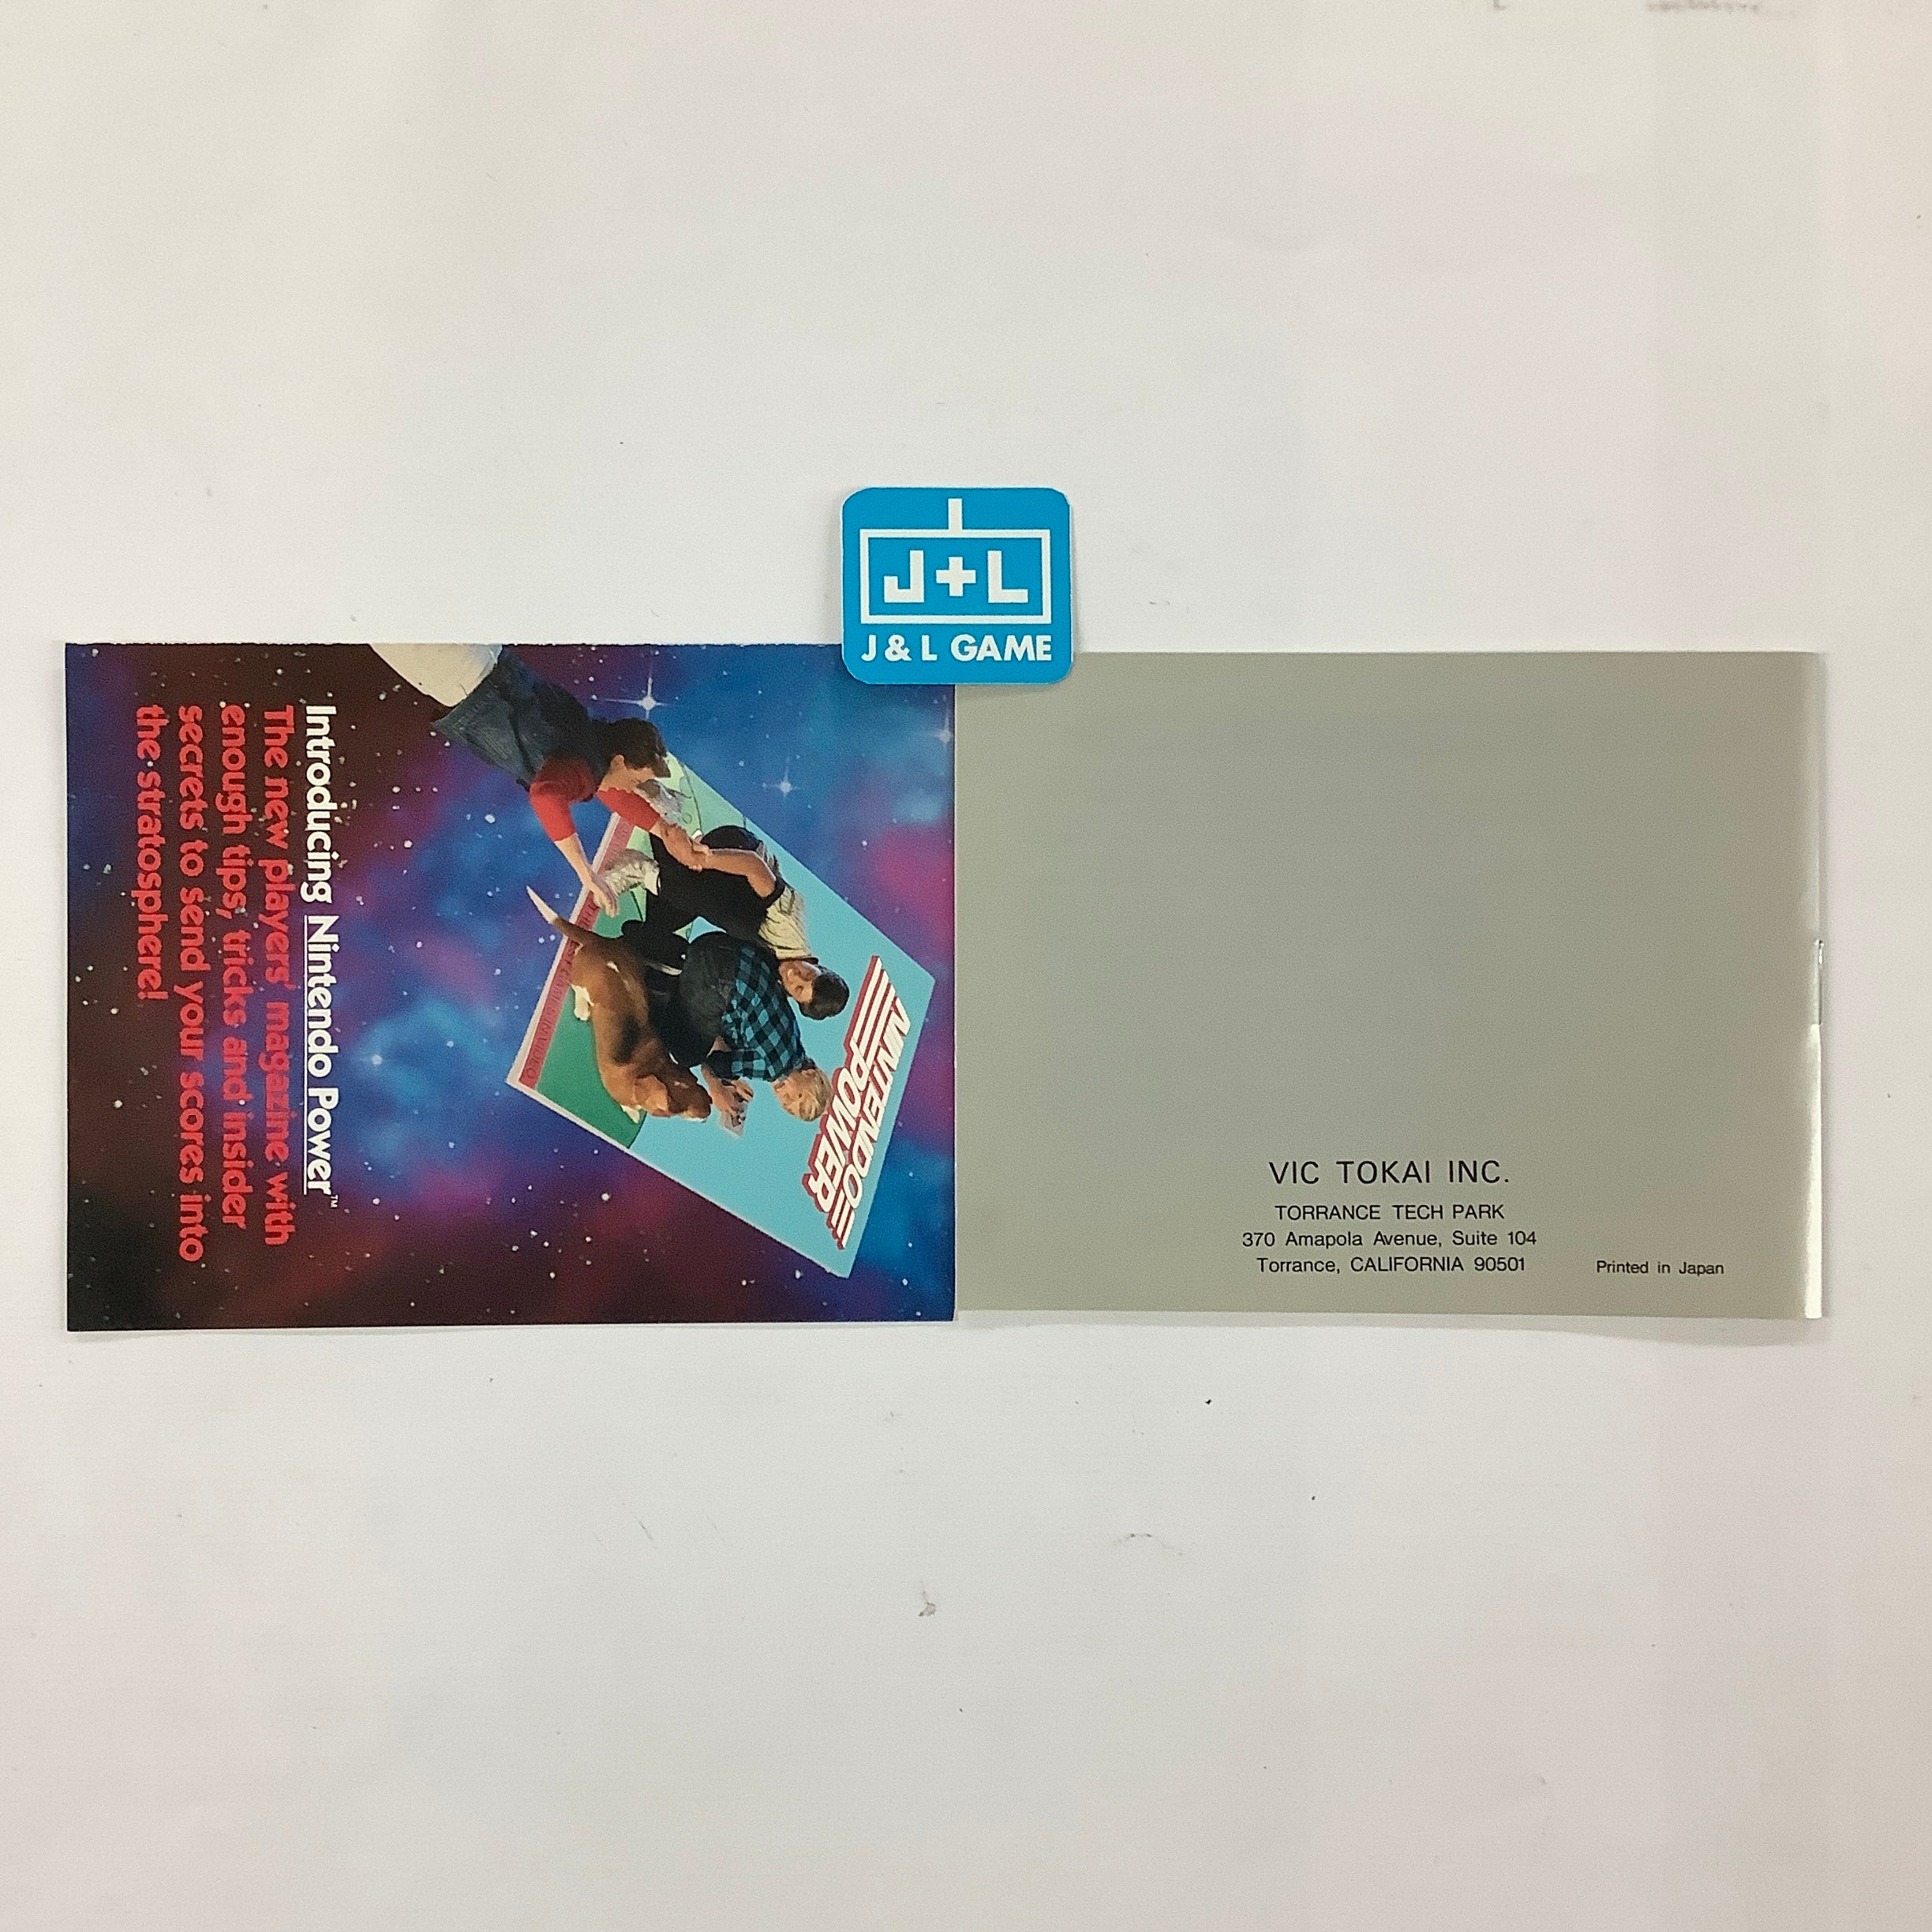 J+L
J & L GAME
NINTENDO
POWER
Introducing Nintendo Power™
The new players' magazine with
enough tips, tricks and insider
secrets to send your scores into
the stratosphere!
VIC TOKAI INC.
TORRANCE TECH PARK
370 Amapola Avenue, Suite 104
Torrance, CALIFORNIA 90501
Printed in Japan